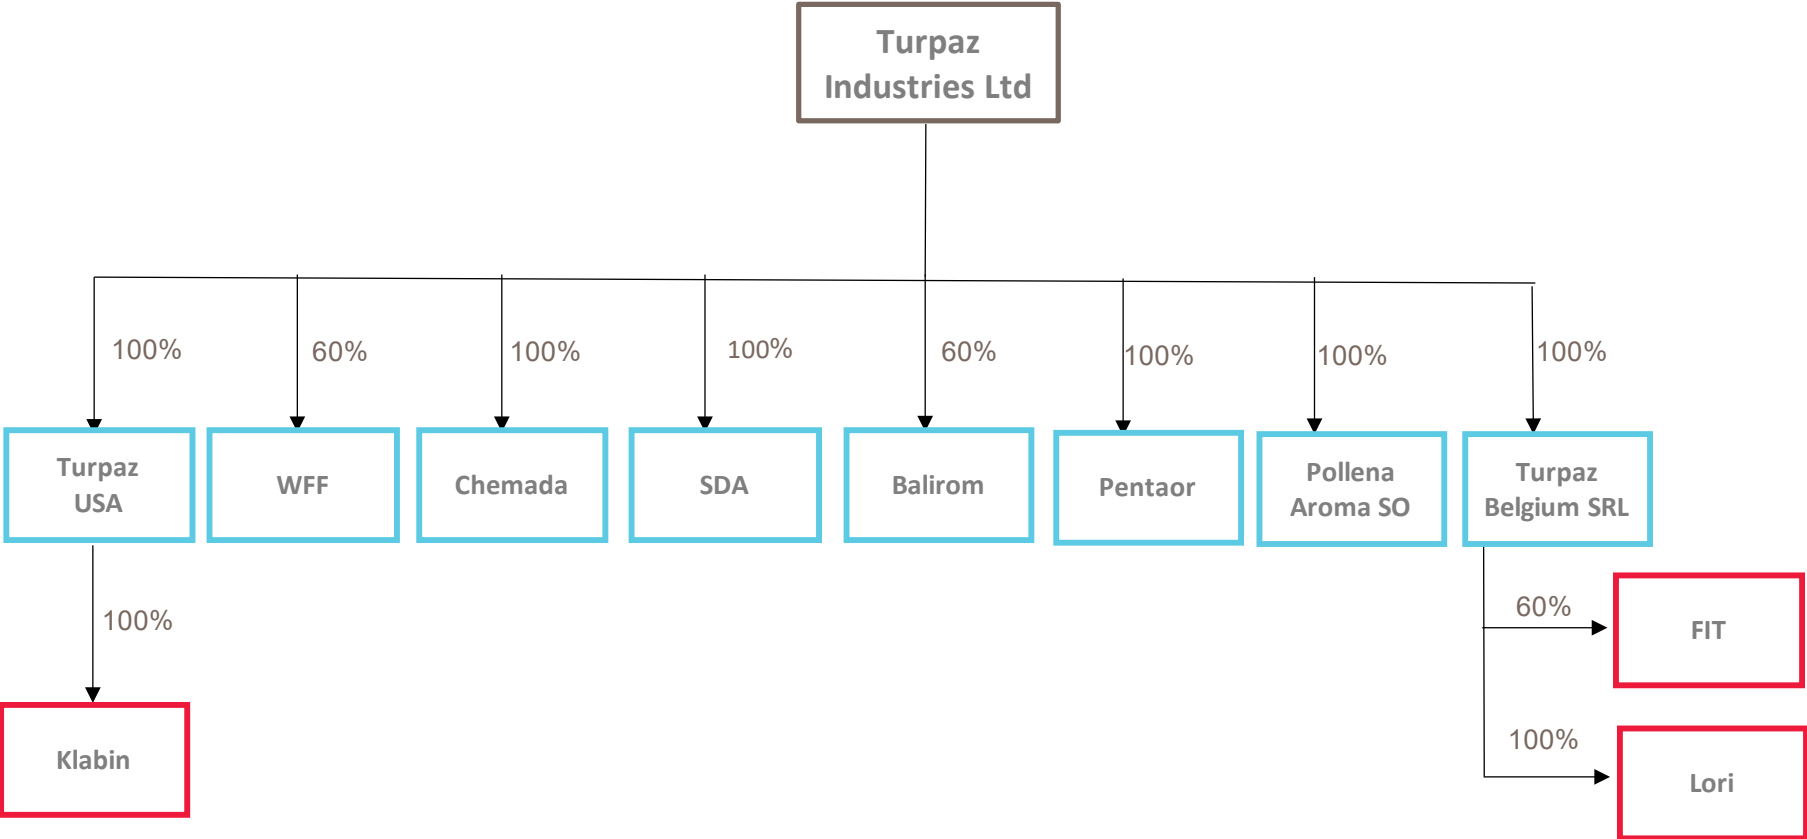 Turpaz
Industries Ltd
100%
60%
100%
100%
60%
100%
100%
100%
Turpaz
USA
WFF
Chemada
SDA
Balirom
Pentaor
Pollena
Aroma SO
Turpaz
Belgium SRL
100%
60%
FIT
100%
Klabin
Lori